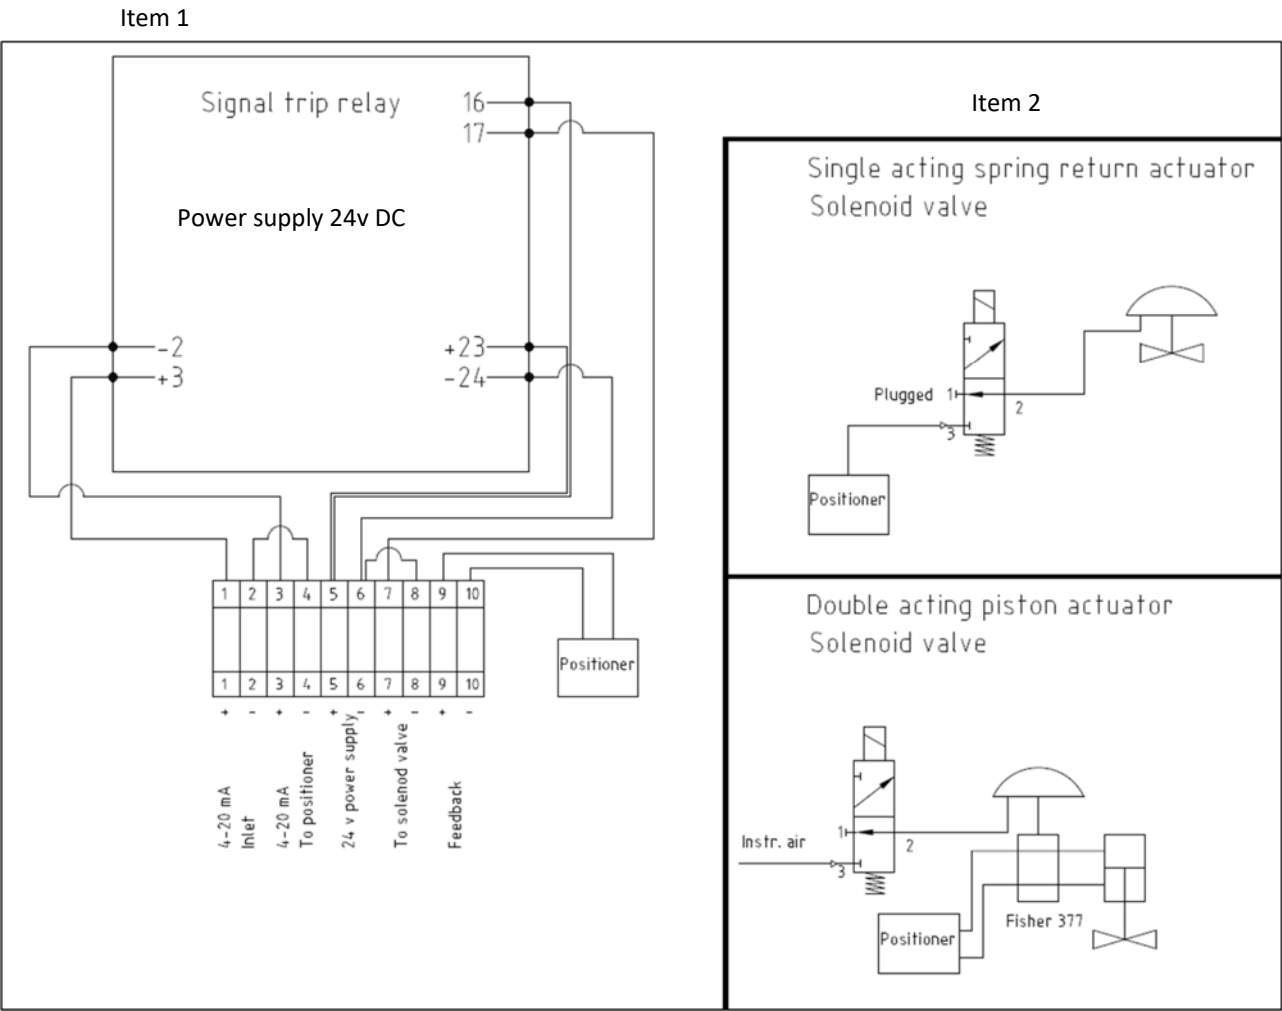 Item 1
Signal trip relay
16
17
Power supply 24v DC
-2
+3
+23
-24
1 2 3 4 5 6 7 8 9 10
1 2 3 4 5 6 7 8 9 10
+ - + - + - + - + -
4-20 mA
Inlet
4-20 mA
To positioner
24 v power supply
To solenod valve
Feedback
Positioner
Item 2
Single acting spring return actuator
Solenoid valve
Plugged 1
2
3
Positioner
Double acting piston actuator
Solenoid valve
1
2
Instr. air
3
Fisher 377
Positioner